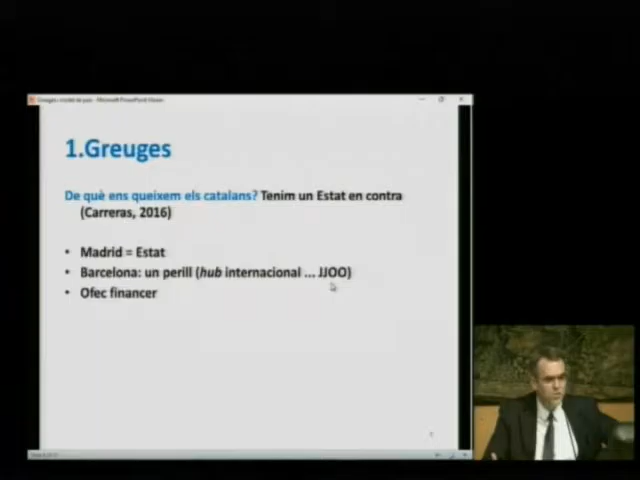 1.Greuges
De què ens queixem els catalans? Tenim un Estat en contra
(Carreras, 2016)
• Madrid = Estat
• Barcelona: un perill (hub internacional ... JJOO)
• Ofec financer